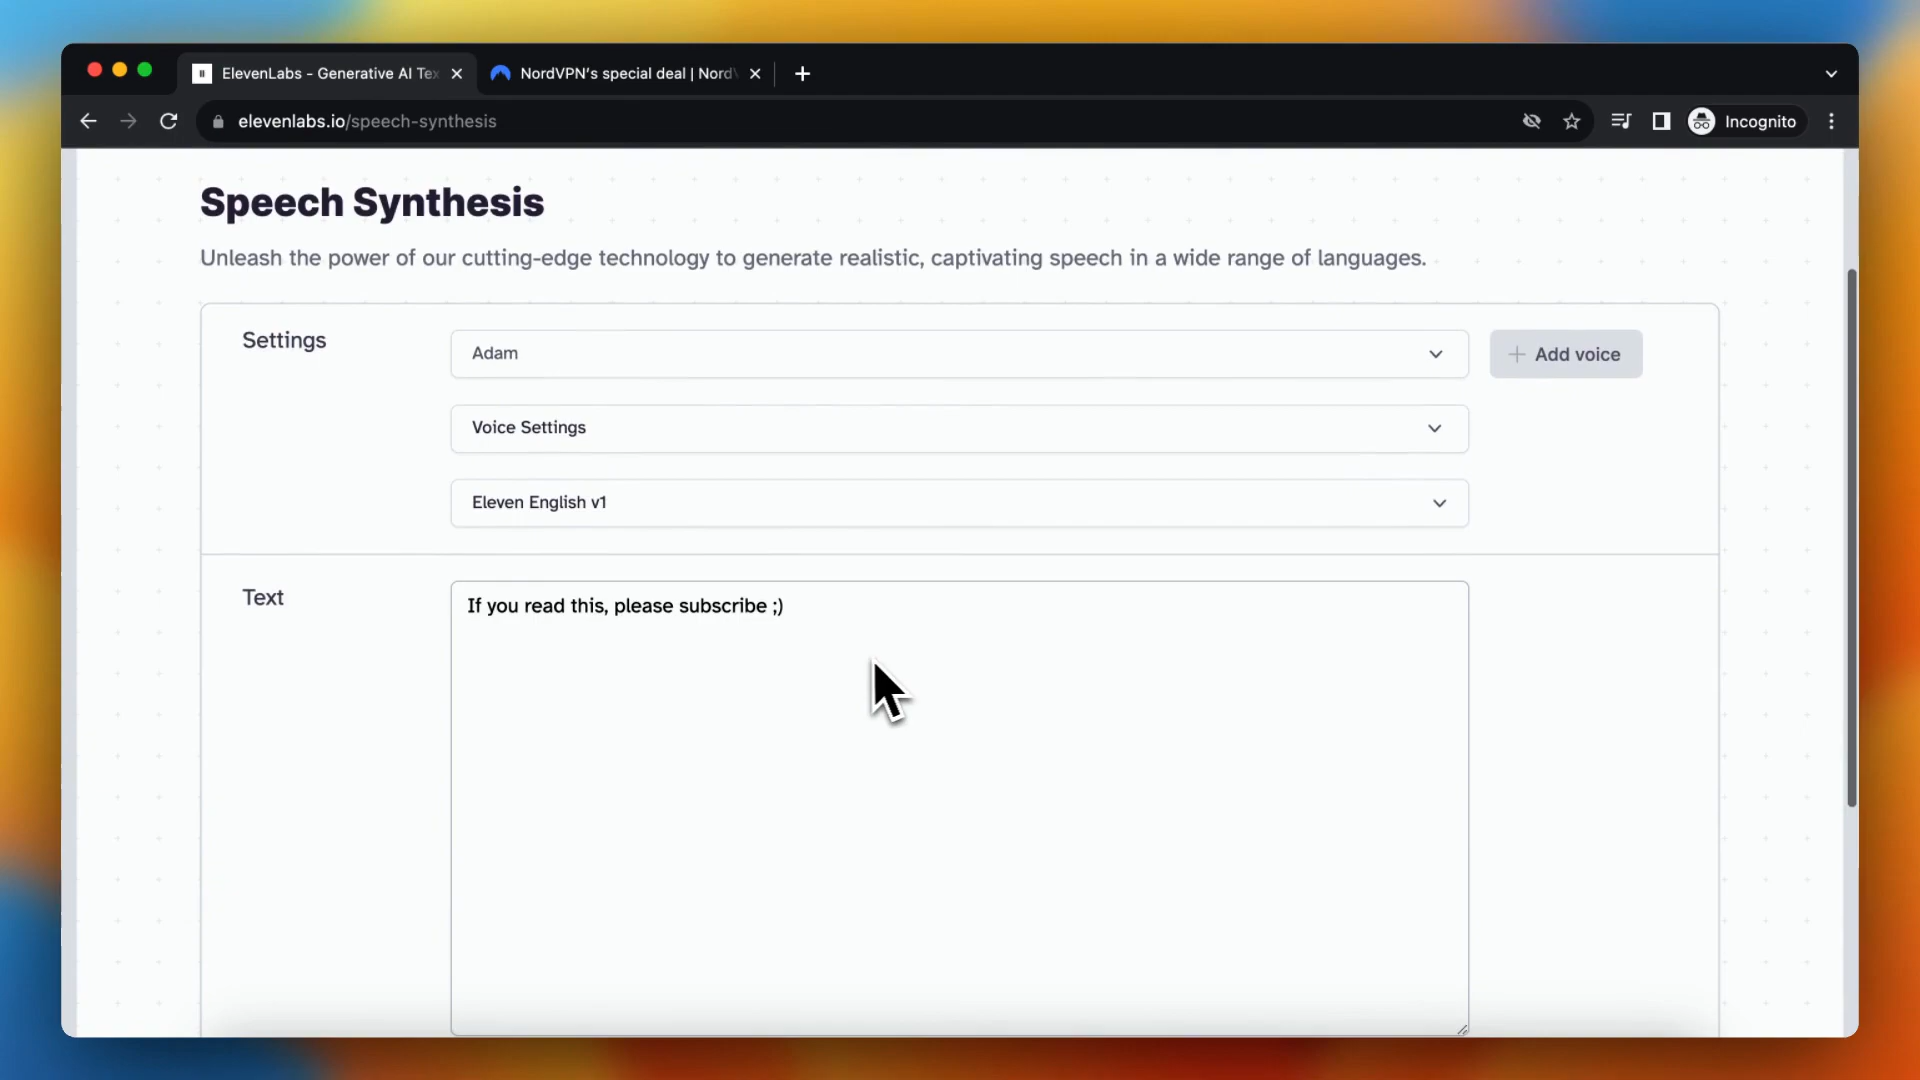 ElevenLabs - Generative AI Tex
NordVPN's special deal | Nord
elevenlabs.io/speech-synthesis
Incognito
Speech Synthesis
Unleash the power of our cutting-edge technology to generate realistic, captivating speech in a wide range of languages.
Settings
Adam
Add voice
Voice Settings
Eleven English v1
Text
If you read this, please subscribe ;)